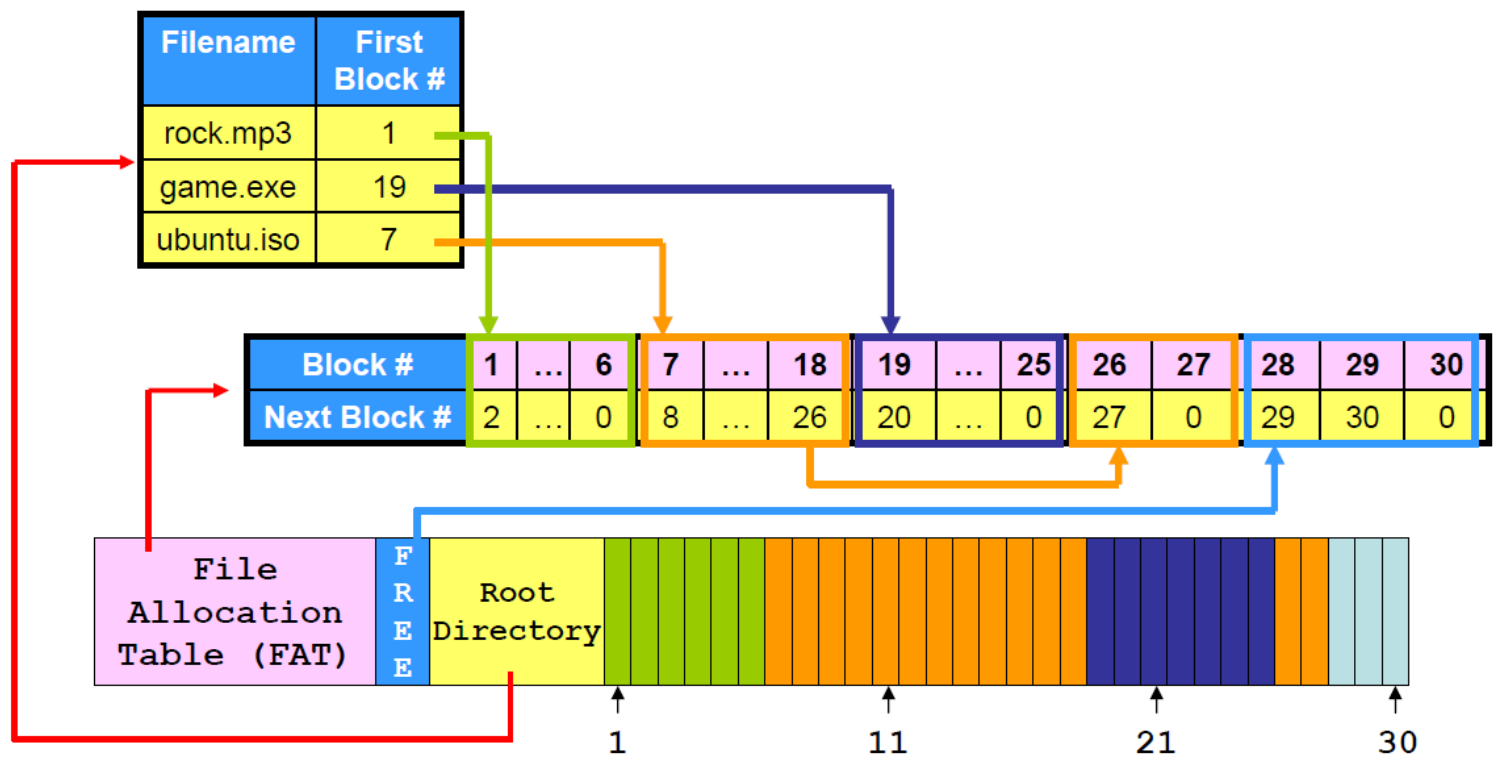 Filename First Block #
rock.mp3 1
game.exe 19
ubuntu.iso 7
Block # 1 ... 6 7 ... 18 19 ... 25 26 27 28 29 30
Next Block # 2 ... 0 8 ... 26 20 ... 0 27 0 29 30 0
File
Allocation
Table (FAT)
FREE
Root
Directory
1 11 21 30